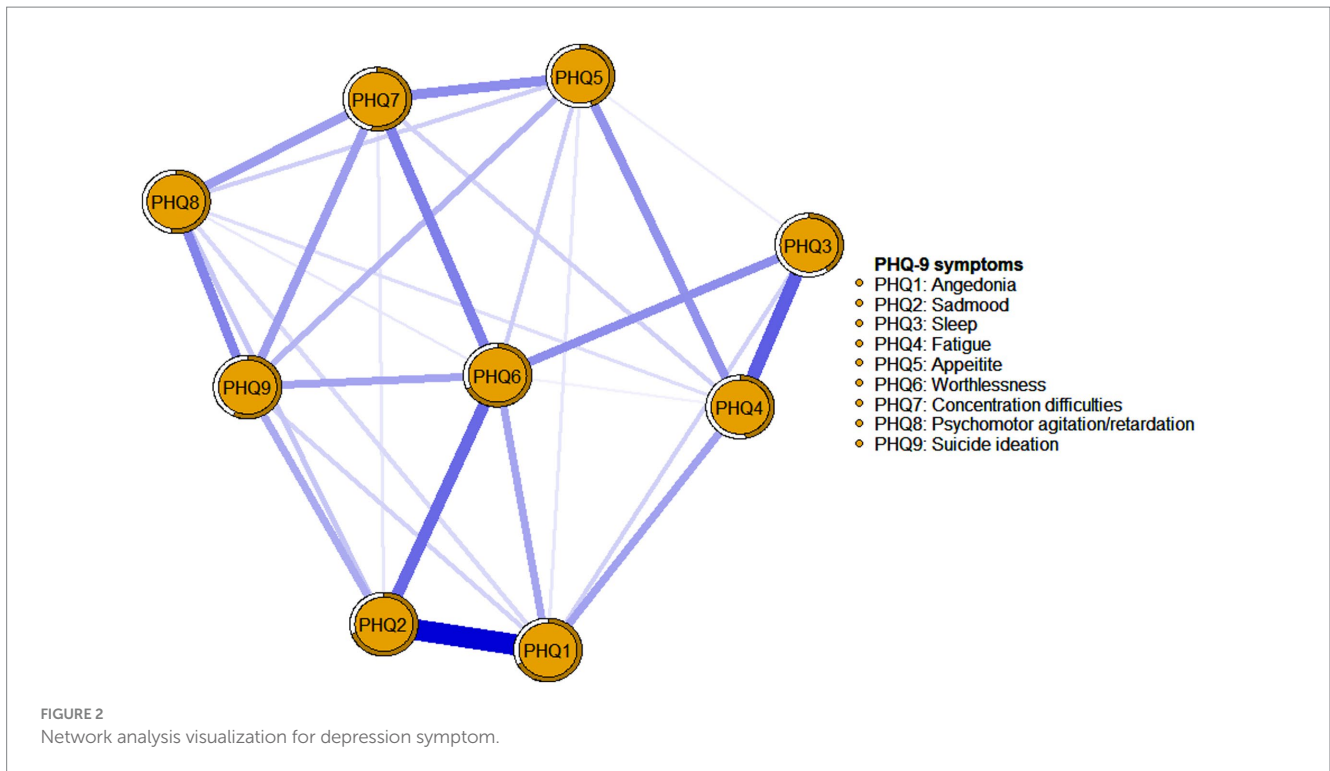 PHQ5
PHQ7
PHQ8
PHQ3
PHQ6
PHQ9
PHQ4
PHQ2
PHQ1
PHQ-9 symptoms
PHQ1: Angedonia
PHQ2: Sadmood
PHQ3: Sleep
PHQ4: Fatigue
PHQ5: Appeitite
PHQ6: Worthlessness
PHQ7: Concentration difficulties
PHQ8: Psychomotor agitation/retardation
PHQ9: Suicide ideation
FIGURE 2
Network analysis visualization for depression symptom.